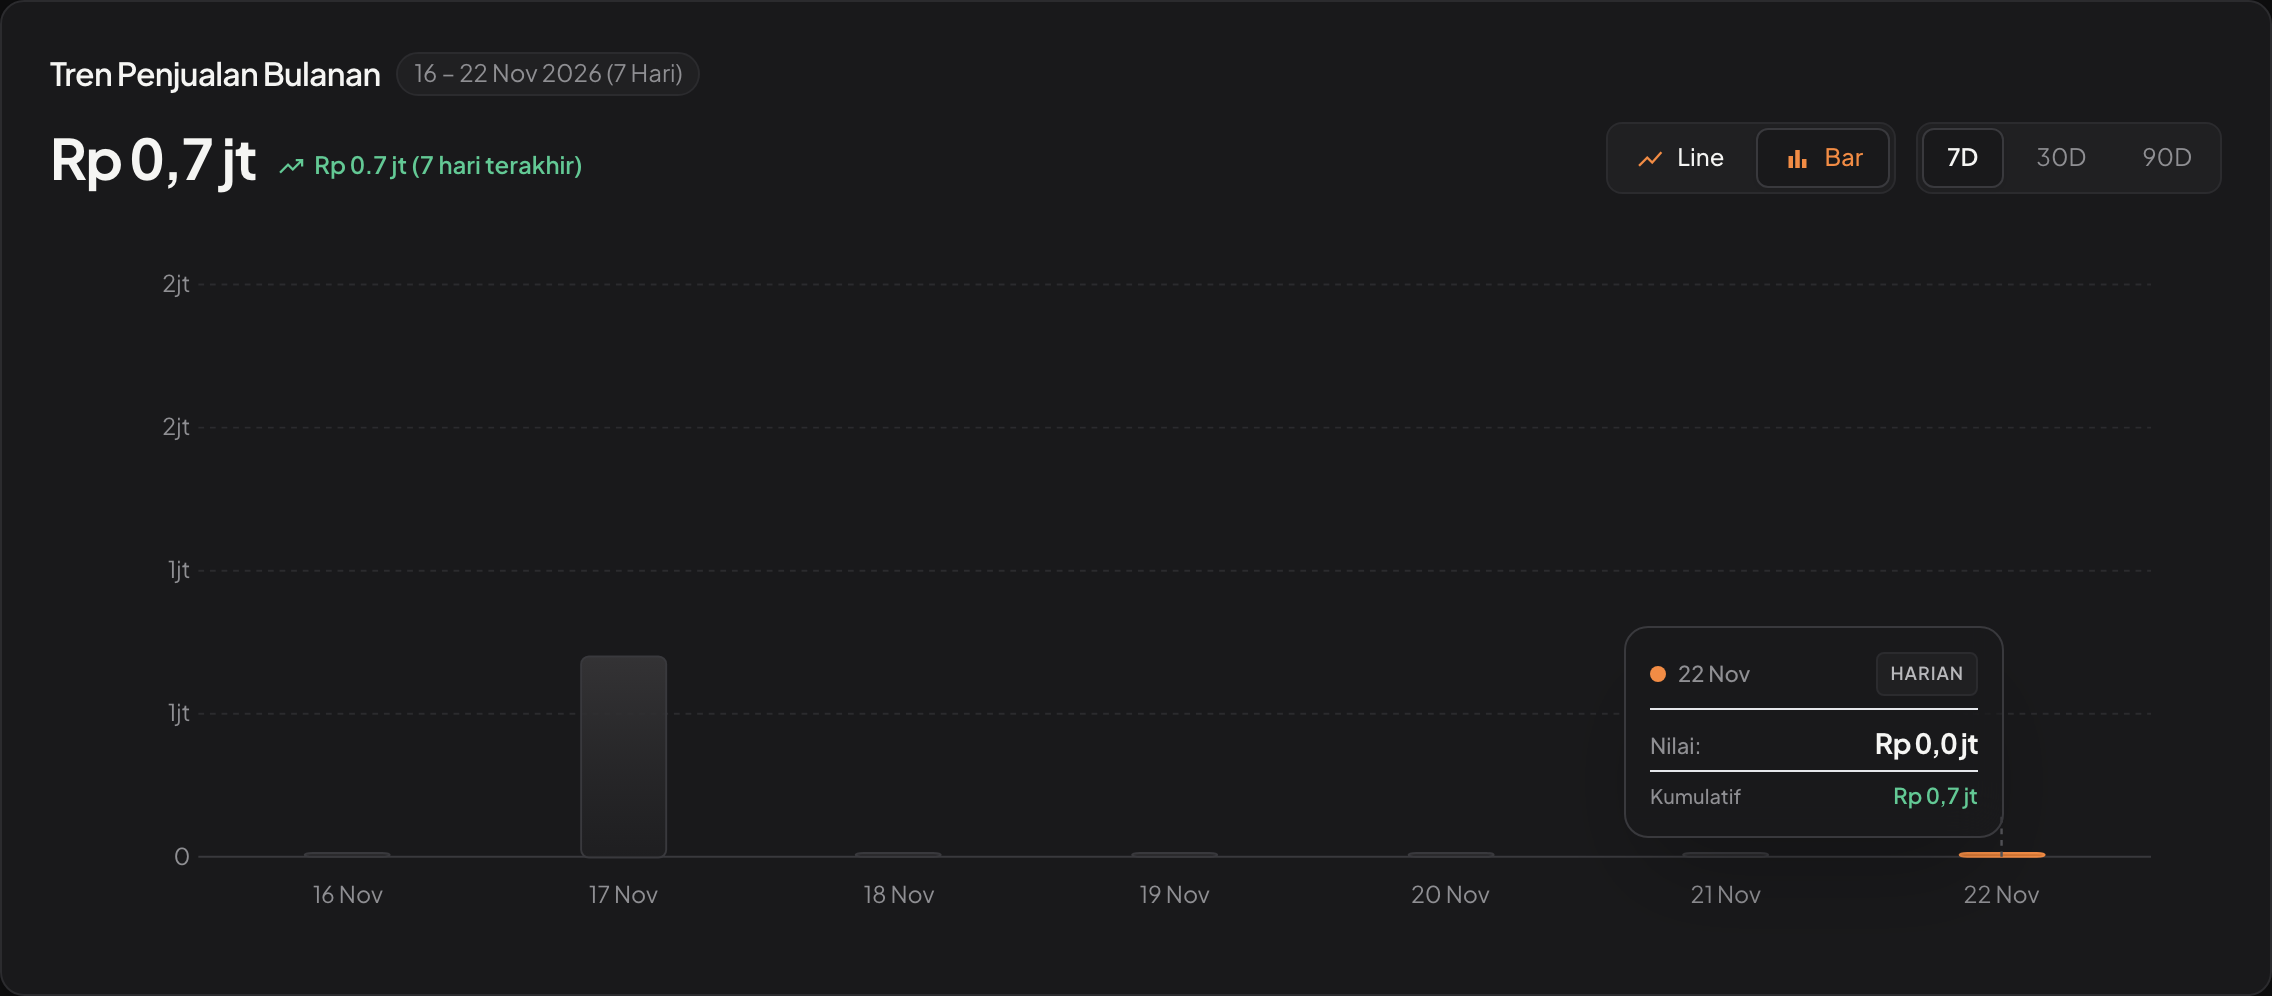 Tren Penjualan Bulanan 16 – 22 Nov 2026 (7 Hari)
Rp 0,7 jt Rp 0.7 jt (7 hari terakhir)
Line Bar 7D 30D 90D
2jt
2jt
1jt
1jt
0
22 Nov HARIAN
Nilai: Rp 0,0 jt
Kumulatif Rp 0,7 jt
16 Nov 17 Nov 18 Nov 19 Nov 20 Nov 21 Nov 22 Nov